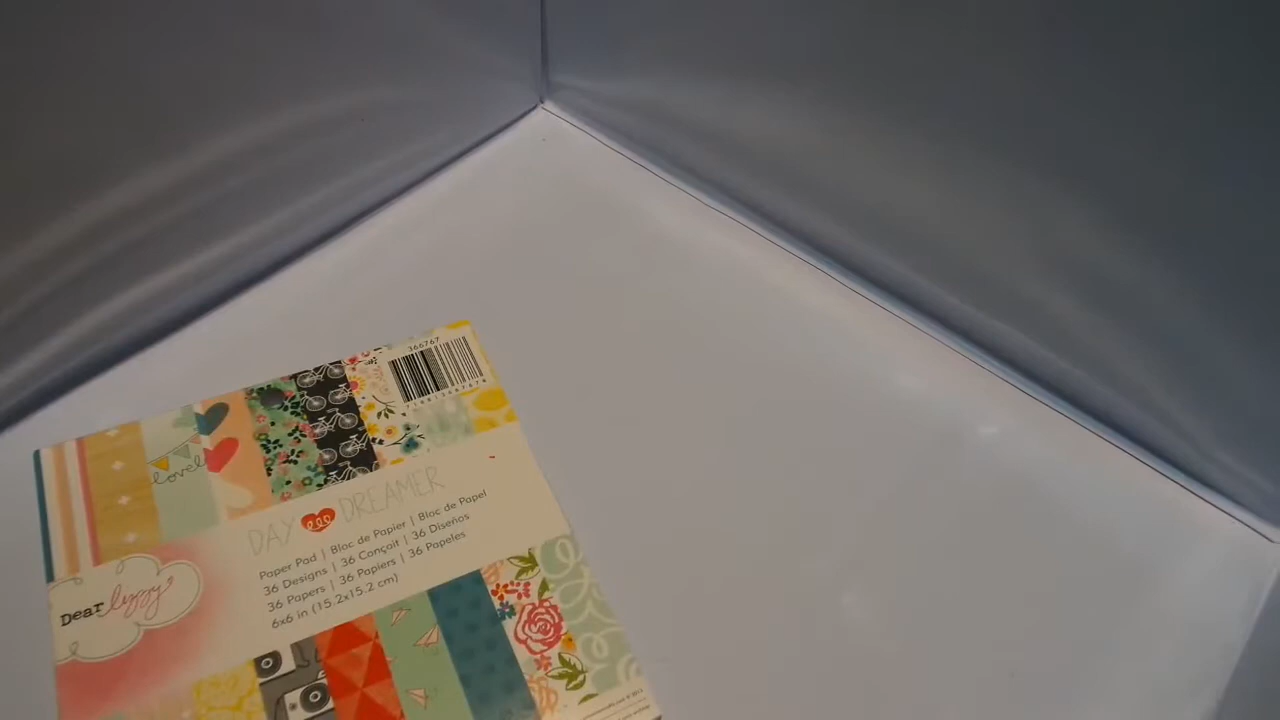 366767
lovely
DAY DREAMER
Paper Pad | Bloc de Papier | Bloc de Papel
36 Designs | 36 Conçoit | 36 Diseños
36 Papers | 36 Papiers | 36 Papeles
6x6 in (15.2x15.2 cm)
Dear lizzy